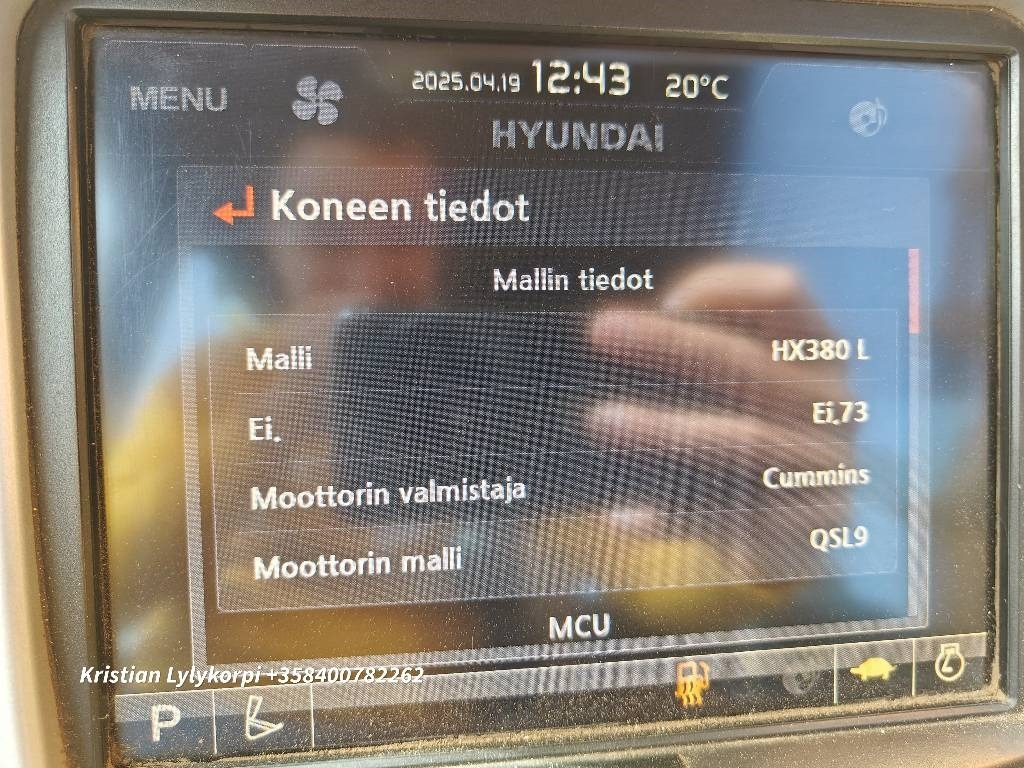 MENU
2025.04.19 12:43 20°C
HYUNDAI
Koneen tiedot
Mallin tiedot
Malli HX380 L
Ei. Ei.73
Moottorin valmistaja Cummins
Moottorin malli QSL9
MCU
Kristian Lylykorpi +358400782262
P